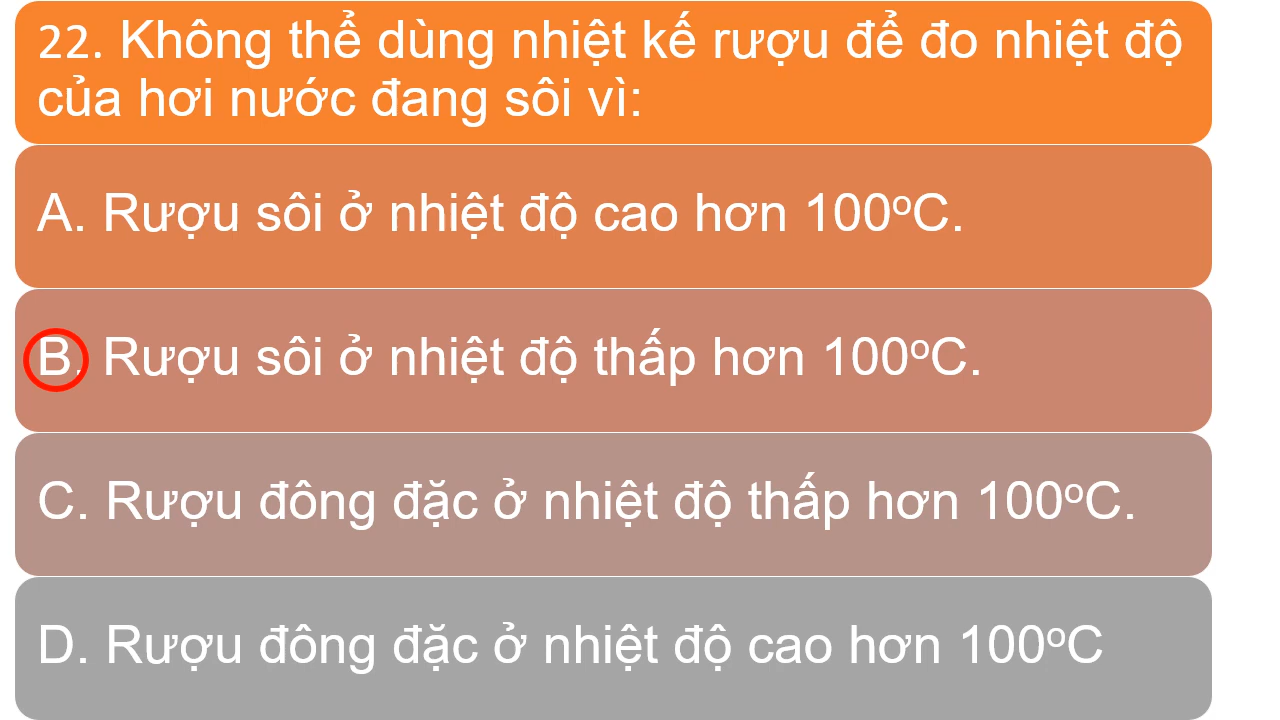 22. Không thể dùng nhiệt kế rượu để đo nhiệt độ
của hơi nước đang sôi vì:
A. Rượu sôi ở nhiệt độ cao hơn 100ºC.
B. Rượu sôi ở nhiệt độ thấp hơn 100ºC.
C. Rượu đông đặc ở nhiệt độ thấp hơn 100ºC.
D. Rượu đông đặc ở nhiệt độ cao hơn 100ºC